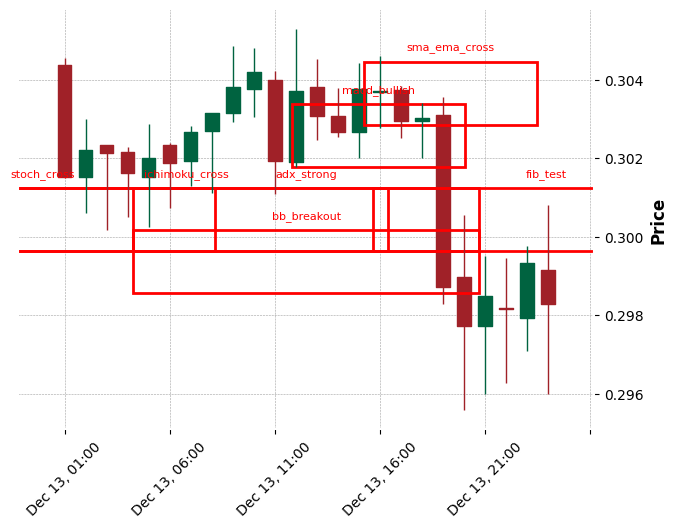 sma_ema_cross
0.304
macd_bullish
0.302
stoch_cross
ichimoku_cross
adx_strong
fib_test
bb_breakout
0.300
Price
0.298
0.296
Dec 13, 01:00
Dec 13, 06:00
Dec 13, 11:00
Dec 13, 16:00
Dec 13, 21:00